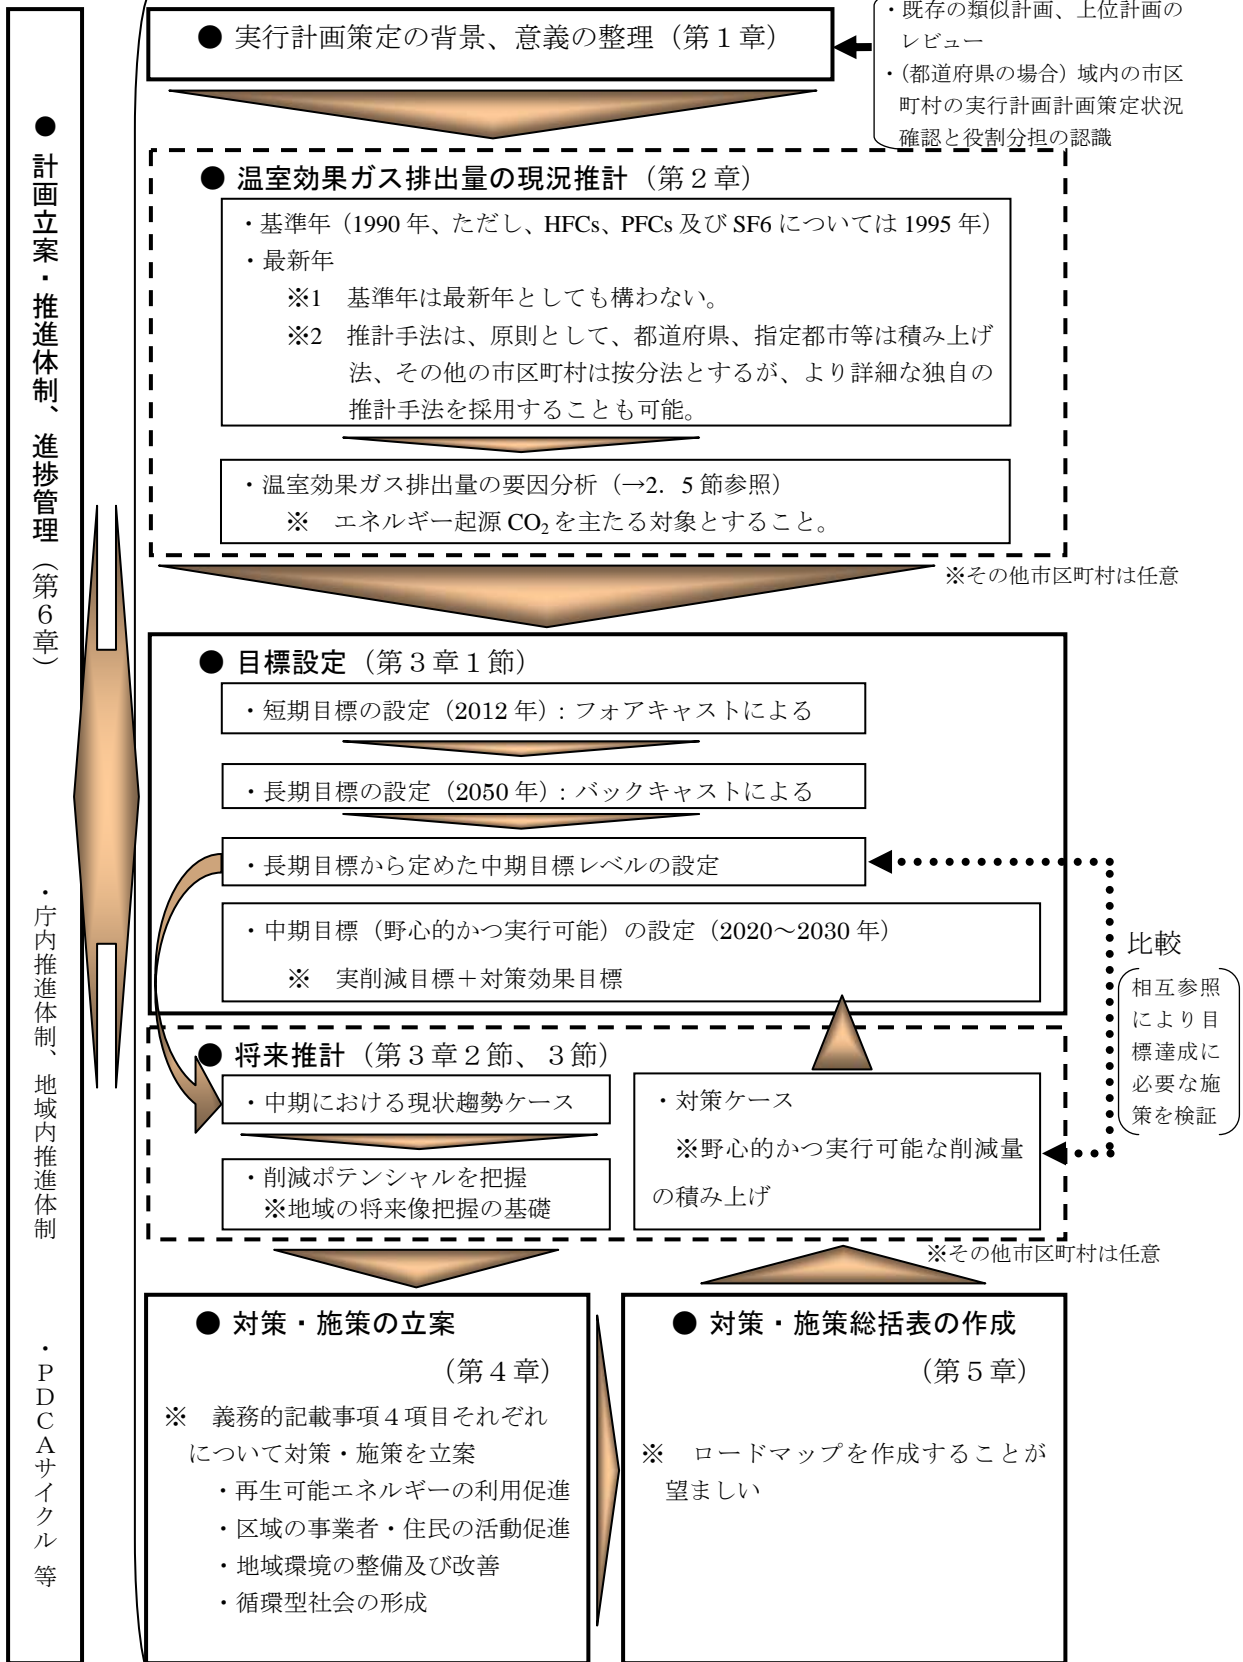 ● 計画立案・推進体制、進捗管理（第６章）
・庁内推進体制、地域内推進体制
・ＰＤＣＡサイクル 等
● 実行計画策定の背景、意義の整理（第１章）
・既存の類似計画、上位計画の
レビュー
・(都道府県の場合) 域内の市区
町村の実行計画計画策定状況
確認と役割分担の認識
● 温室効果ガス排出量の現況推計（第２章）
・基準年（1990 年、ただし、HFCs、PFCs 及び SF6 については 1995 年）
・最新年
※1　基準年は最新年としても構わない。
※2　推計手法は、原則として、都道府県、指定都市等は積み上げ
法、その他の市区町村は按分法とするが、より詳細な独自の
推計手法を採用することも可能。
・温室効果ガス排出量の要因分析（→2．５節参照）
※　エネルギー起源 CO₂を主たる対象とすること。
※その他市区町村は任意
● 目標設定（第３章１節）
・短期目標の設定（2012 年）: フォアキャストによる
・長期目標の設定（2050 年）: バックキャストによる
・長期目標から定めた中期目標レベルの設定
・中期目標（野心的かつ実行可能）の設定（2020～2030 年）
※　実削減目標＋対策効果目標
比較
相互参照
により目
標達成に
必要な施
策を検証
● 将来推計（第３章２節、３節）
・中期における現状趨勢ケース
・削減ポテンシャルを把握
※地域の将来像把握の基礎
・対策ケース
※野心的かつ実行可能な削減量
の積み上げ
※その他市区町村は任意
● 対策・施策の立案
（第４章）
※　義務的記載事項４項目それぞれ
について対策・施策を立案
・再生可能エネルギーの利用促進
・区域の事業者・住民の活動促進
・地域環境の整備及び改善
・循環型社会の形成
● 対策・施策総括表の作成
（第５章）
※　ロードマップを作成することが
望ましい